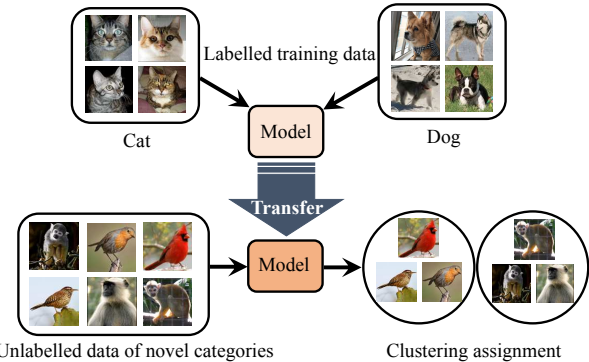 Labelled training data
Model
Cat
Dog
Transfer
Model
Unlabelled data of novel categories
Clustering assignment